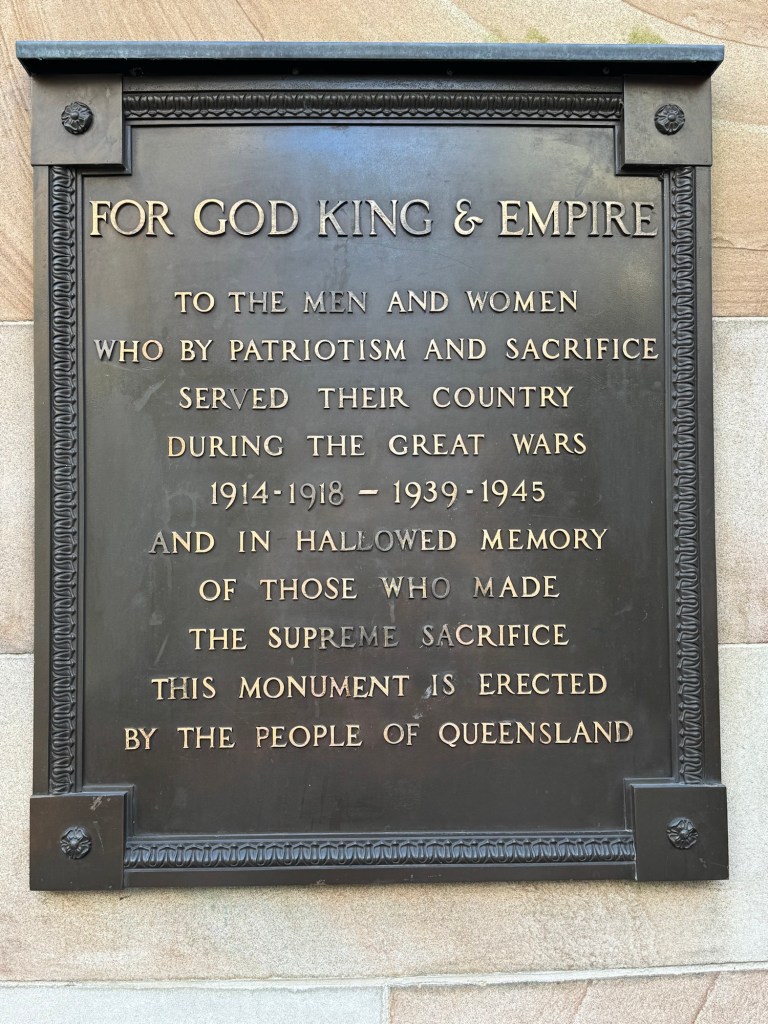 FOR GOD KING & EMPIRE
TO THE MEN AND WOMEN
WHO BY PATRIOTISM AND SACRIFICE
SERVED THEIR COUNTRY
DURING THE GREAT WARS
1914-1918 – 1939-1945
AND IN HALLOWED MEMORY
OF THOSE WHO MADE
THE SUPREME SACRIFICE
THIS MONUMENT IS ERECTED
BY THE PEOPLE OF QUEENSLAND